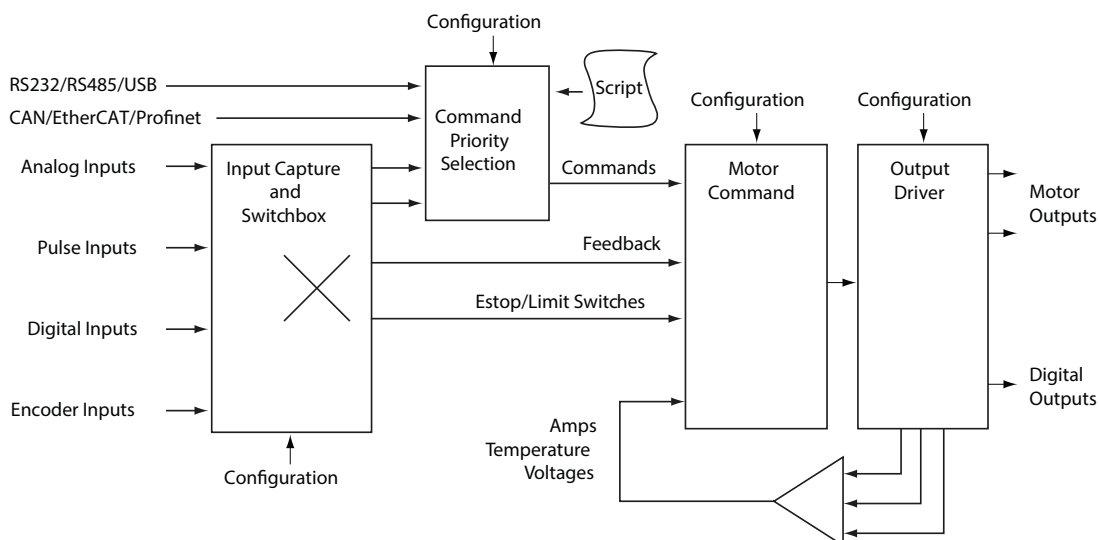 Configuration
RS232/RS485/USB
CAN/EtherCAT/Profinet
Command
Priority
Selection
Script
Configuration
Configuration
Analog Inputs
Pulse Inputs
Digital Inputs
Encoder Inputs
Input Capture
and
Switchbox
Configuration
Commands
Feedback
Estop/Limit Switches
Motor
Command
Output
Driver
Motor
Outputs
Digital
Outputs
Amps
Temperature
Voltages